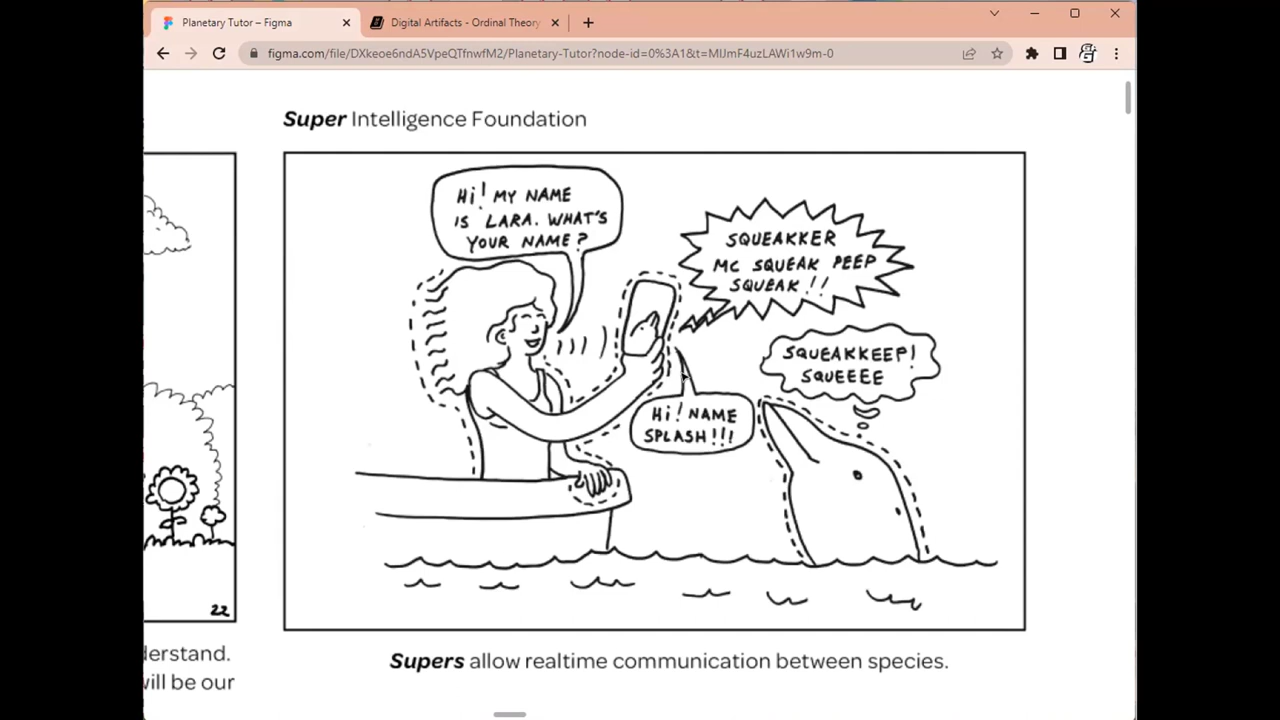 Planetary Tutor – Figma
Digital Artifacts - Ordinal Theory
figma.com/file/DXkeoe6ndA5VpeQTfnwfM2/Planetary-Tutor?node-id=0%3A1&t=MIJmF4uzLAWi1w9m-0
Super Intelligence Foundation
Hi! MY NAME
IS LARA. WHAT'S
YOUR NAME?
SQUEAKKER
MC SQUEAK PEEP
SQUEAK!!
SQUEAKKEEP!
SQUEEEE
Hi! NAME
SPLASH!!!
22
derstand.
will be our
Supers allow realtime communication between species.